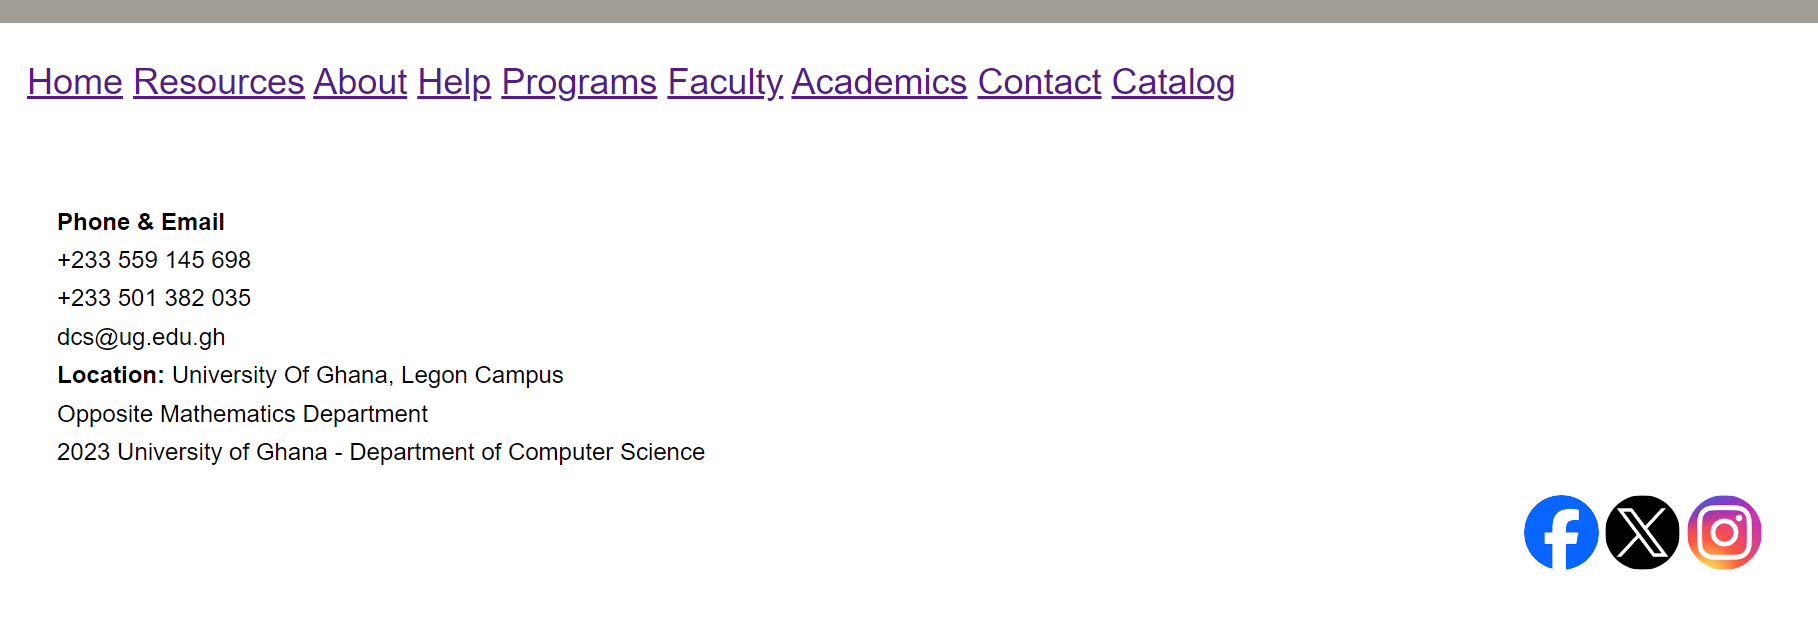 Home Resources About Help Programs Faculty Academics Contact Catalog
Phone & Email
+233 559 145 698
+233 501 382 035
dcs@ug.edu.gh
Location: University Of Ghana, Legon Campus
Opposite Mathematics Department
2023 University of Ghana - Department of Computer Science